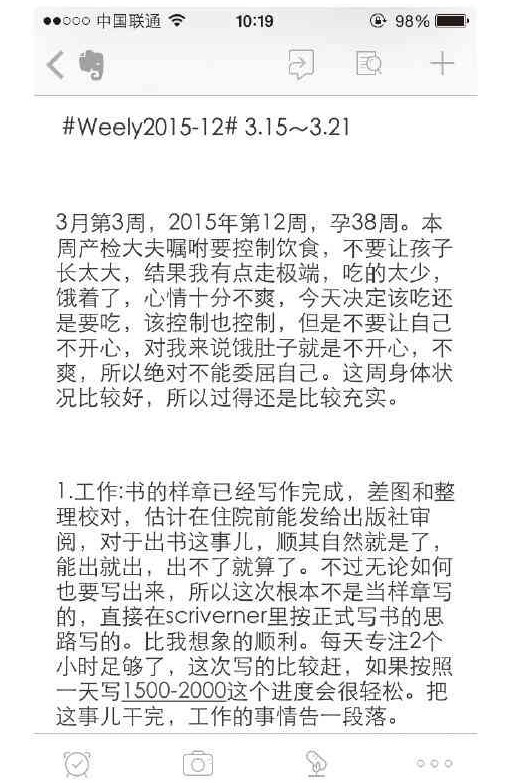 中国联通 10:19 98%
#Weely2015-12# 3.15～3.21
3月第3周，2015年第12周，孕38周。本
周产检大夫嘱咐要控制饮食，不要让孩子
长太大，结果我有点走极端，吃的太少，
饿着了，心情十分不爽，今天决定该吃还
是要吃，该控制也控制，但是不要让自己
不开心，对我来说饿肚子就是不开心，不
爽，所以绝对不能委屈自己。这周身体状
况比较好，所以过得还是比较充实。
1.工作:书的样章已经写作完成，差图和整
理校对，估计在住院前能发给出版社审
阅，对于出书这事儿，顺其自然就是了，
能出就出，出不了就算了。不过无论如何
也要写出来，所以这次根本不是当样章写
的，直接在scriverner里按正式写书的思
路写的。比我想象的顺利。每天专注2个
小时足够了，这次写的比较赶，如果按照
一天写1500-2000这个进度会很轻松。把
这事儿干完，工作的事情告一段落。